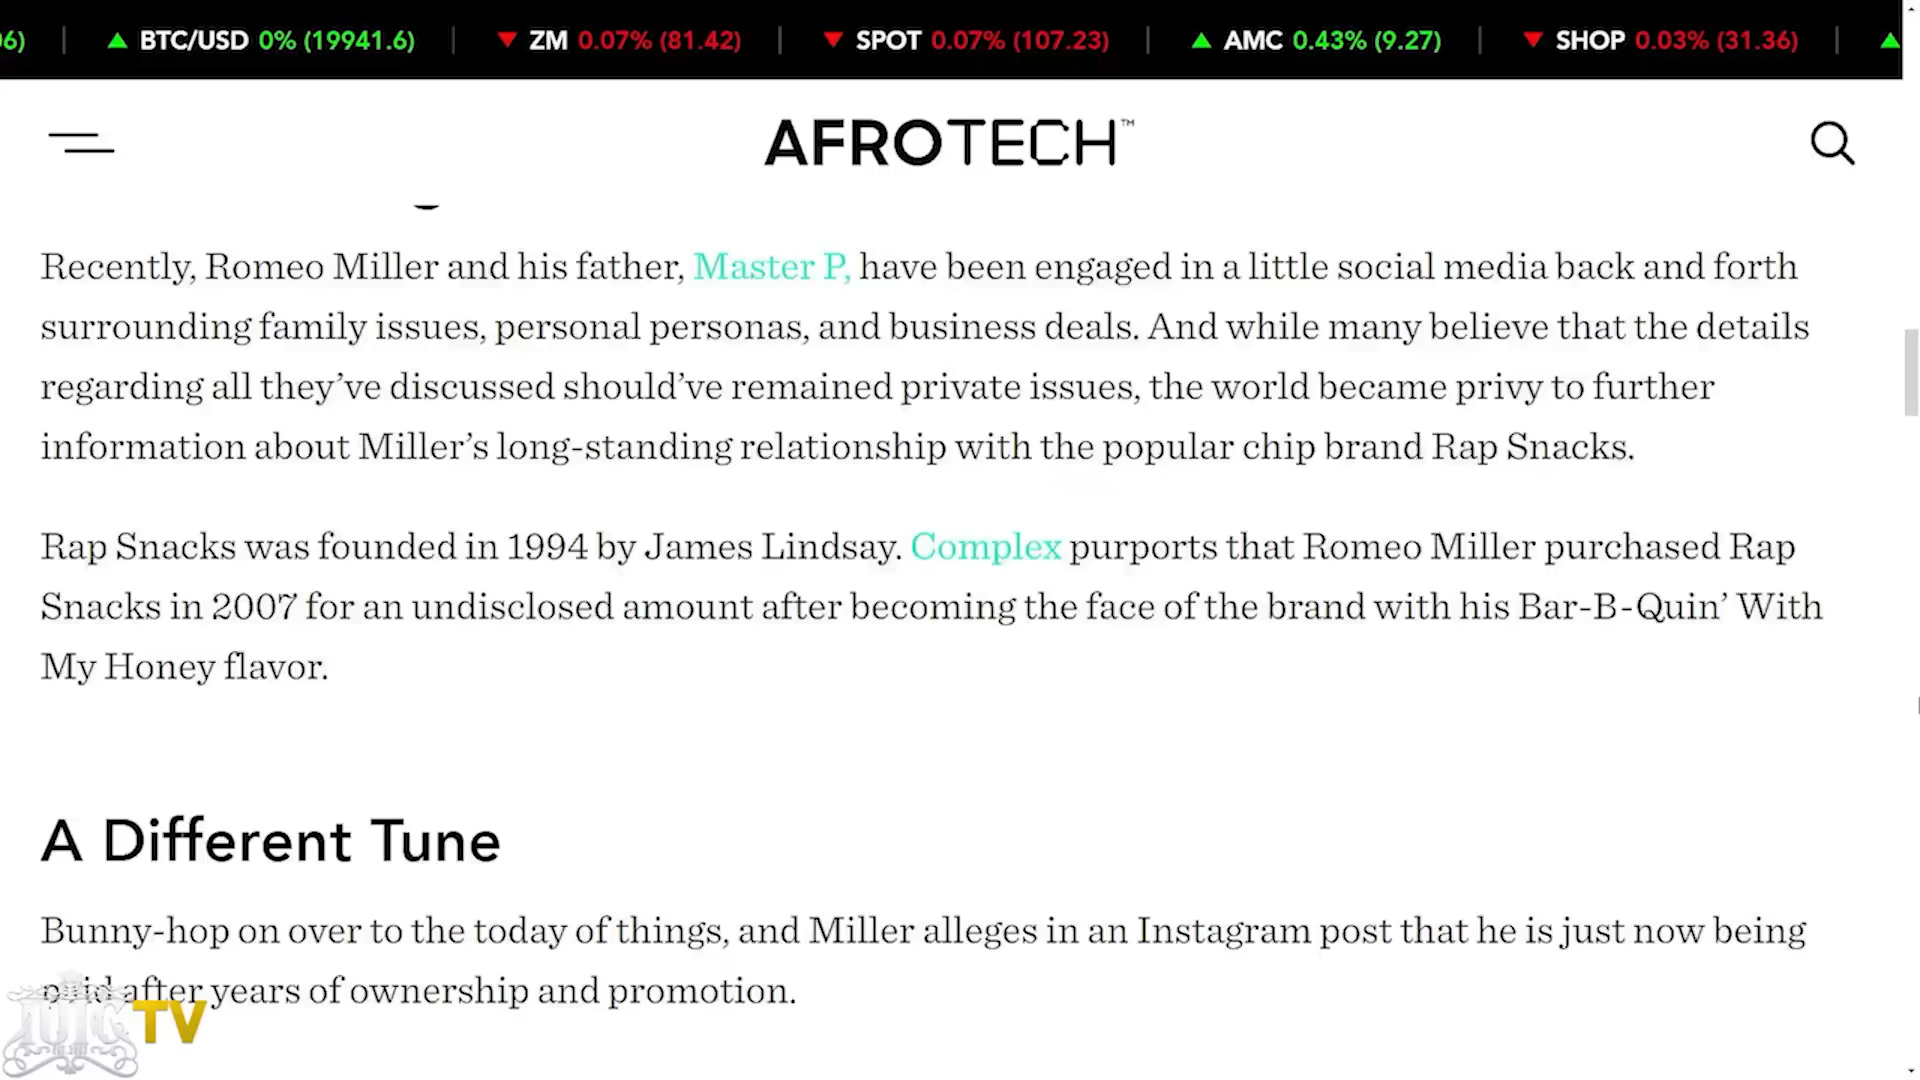 6) | ▲ BTC/USD 0% (19941.6) | ▼ ZM 0.07% (81.42) | ▼ SPOT 0.07% (107.23) | ▲ AMC 0.43% (9.27) | ▼ SHOP 0.03% (31.36) | ▲
AFROTECH™
Recently, Romeo Miller and his father, Master P, have been engaged in a little social media back and forth
surrounding family issues, personal personas, and business deals. And while many believe that the details
regarding all they’ve discussed should’ve remained private issues, the world became privy to further
information about Miller’s long-standing relationship with the popular chip brand Rap Snacks.
Rap Snacks was founded in 1994 by James Lindsay. Complex purports that Romeo Miller purchased Rap
Snacks in 2007 for an undisclosed amount after becoming the face of the brand with his Bar-B-Quin’ With
My Honey flavor.
A Different Tune
Bunny-hop on over to the today of things, and Miller alleges in an Instagram post that he is just now being
paid after years of ownership and promotion.
IUIC TV